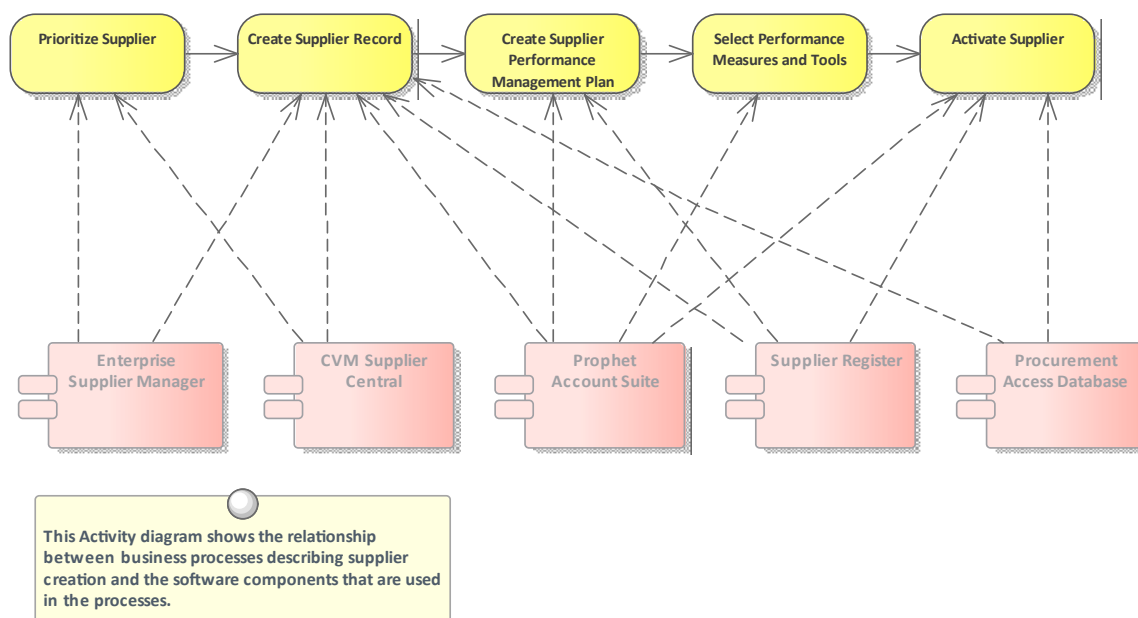 Prioritize Supplier
Create Supplier Record
Create Supplier
Performance
Management Plan
Select Performance
Measures and Tools
Activate Supplier
Enterprise
Supplier Manager
CVM Supplier
Central
Prophet
Account Suite
Supplier Register
Procurement
Access Database
This Activity diagram shows the relationship
between business processes describing supplier
creation and the software components that are used
in the processes.